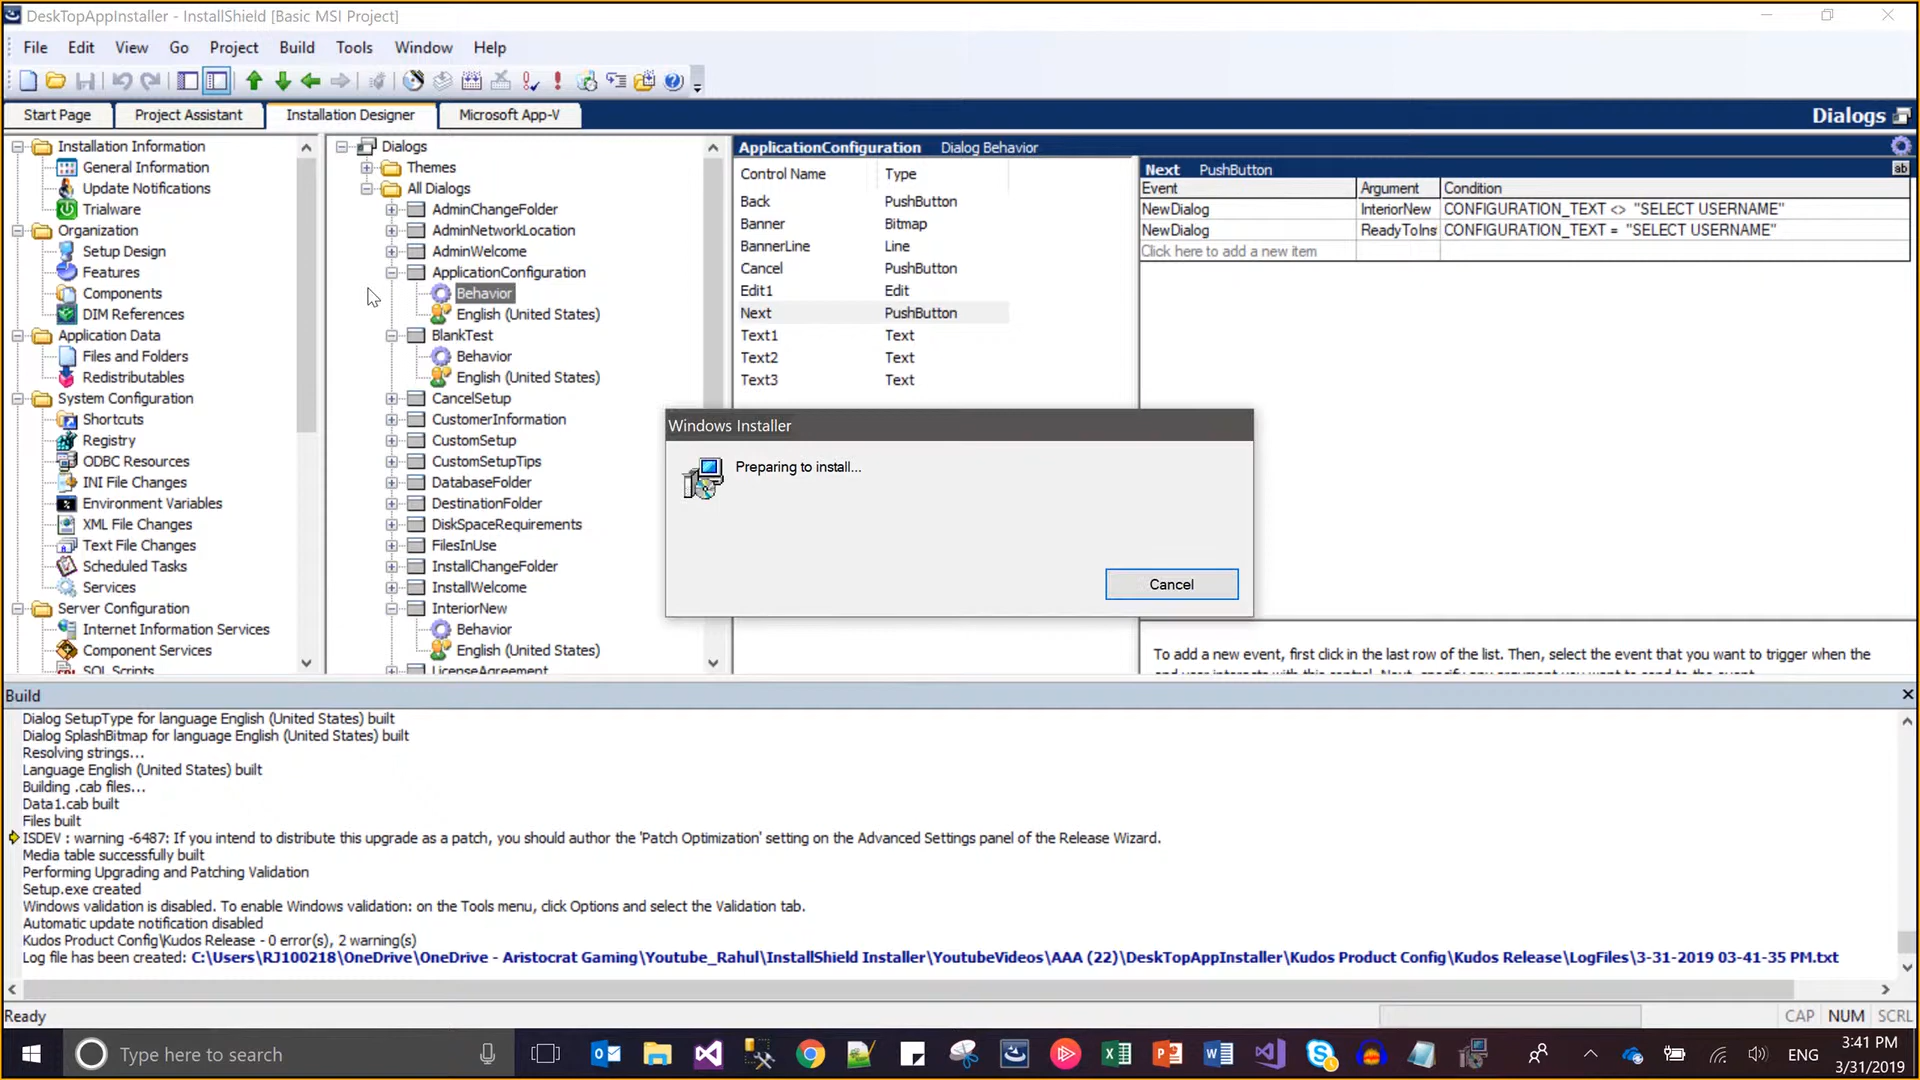 DeskTopAppInstaller - InstallShield [Basic MSI Project]
File Edit View Go Project Build Tools Window Help
Start Page Project Assistant Installation Designer Microsoft App-V Dialogs
Installation Information
General Information
Update Notifications
Trialware
Organization
Setup Design
Features
Components
DIM References
Application Data
Files and Folders
Redistributables
System Configuration
Shortcuts
Registry
ODBC Resources
INI File Changes
Environment Variables
XML File Changes
Text File Changes
Scheduled Tasks
Services
Server Configuration
Internet Information Services
Component Services
SQL Scripts
Dialogs
Themes
All Dialogs
AdminChangeFolder
AdminNetworkLocation
AdminWelcome
ApplicationConfiguration
Behavior
English (United States)
BlankTest
Behavior
English (United States)
CancelSetup
CustomerInformation
CustomSetup
CustomSetupTips
DatabaseFolder
DestinationFolder
DiskSpaceRequirements
FilesInUse
InstallChangeFolder
InstallWelcome
InteriorNew
Behavior
English (United States)
LicenseAgreement
ApplicationConfiguration Dialog Behavior
Control Name Type
Back PushButton
Banner Bitmap
BannerLine Line
Cancel PushButton
Edit1 Edit
Next PushButton
Text1 Text
Text2 Text
Text3 Text
Next PushButton
ab
Event Argument Condition
NewDialog InteriorNew CONFIGURATION_TEXT <> "SELECT USERNAME"
NewDialog ReadyToIns CONFIGURATION_TEXT = "SELECT USERNAME"
Click here to add a new item
Windows Installer
Preparing to install...
Cancel
To add a new event, first click in the last row of the list. Then, select the event that you want to trigger when the
Build
Dialog SetupType for language English (United States) built
Dialog SplashBitmap for language English (United States) built
Resolving strings...
Language English (United States) built
Building .cab files...
Data1.cab built
Files built
ISDEV : warning -6487: If you intend to distribute this upgrade as a patch, you should author the 'Patch Optimization' setting on the Advanced Settings panel of the Release Wizard.
Media table successfully built
Performing Upgrading and Patching Validation
Setup.exe created
Windows validation is disabled. To enable Windows validation: on the Tools menu, click Options and select the Validation tab.
Automatic update notification disabled
Kudos Product Config\Kudos Release - 0 error(s), 2 warning(s)
Log file has been created: C:\Users\RJ100218\OneDrive\OneDrive - Aristocrat Gaming\Youtube_Rahul\InstallShield Installer\YoutubeVideos\AAA (22)\DeskTopAppInstaller\Kudos Product Config\Kudos Release\LogFiles\3-31-2019 03-41-35 PM.txt
Ready CAP NUM SCRL
Type here to search
ENG
3:41 PM
3/31/2019